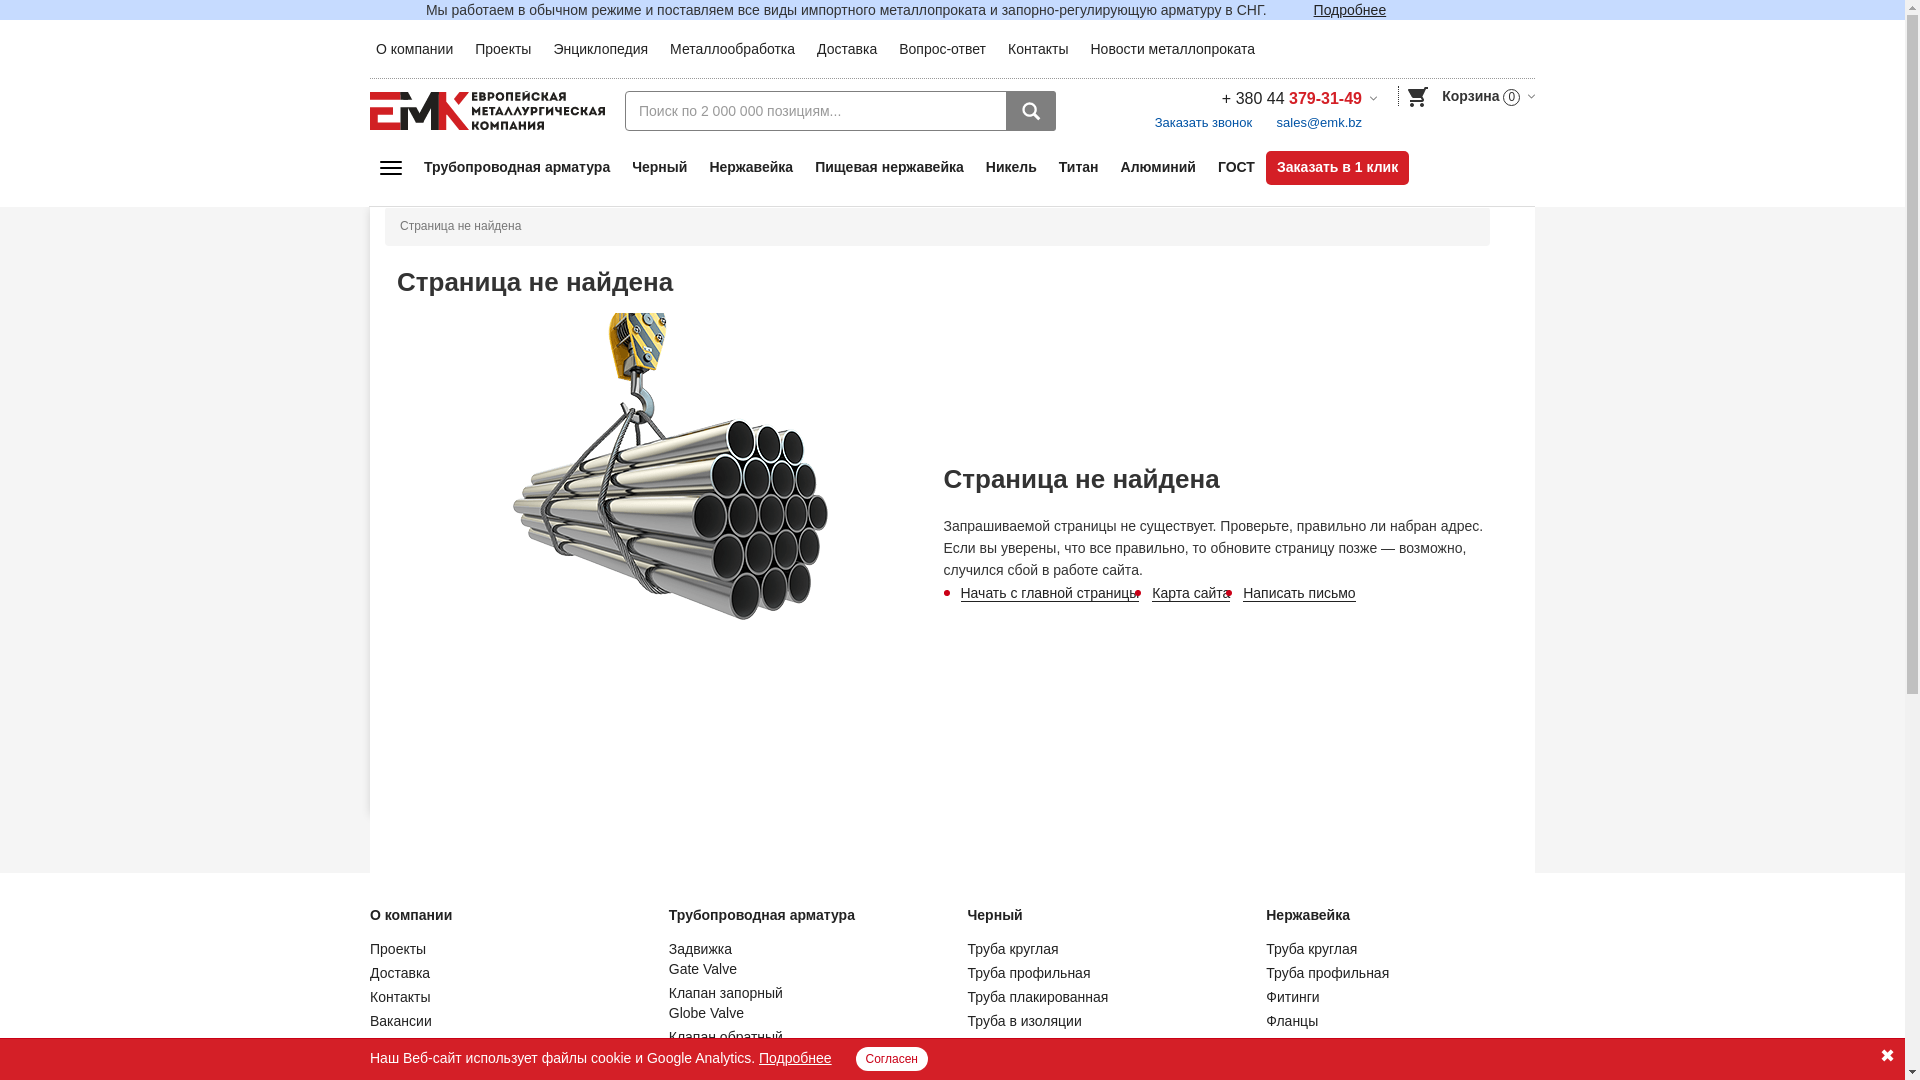 Мы работаем в обычном режиме и поставляем все виды импортного металлопроката и запорно-регулирующую арматуру в СНГ. Подробнее
О компании Проекты Энциклопедия Металлообработка Доставка Вопрос-ответ Контакты Новости металлопроката
ЕМК ЕВРОПЕЙСКАЯ
МЕТАЛЛУРГИЧЕСКАЯ
КОМПАНИЯ
Поиск по 2 000 000 позициям...
+ 380 44 379-31-49
Заказать звонок sales@emk.bz
Корзина 0
Трубопроводная арматура Черный Нержавейка Пищевая нержавейка Никель Титан Алюминий ГОСТ Заказать в 1 клик
Страница не найдена
Страница не найдена
Страница не найдена
Запрашиваемой страницы не существует. Проверьте, правильно ли набран адрес.
Если вы уверены, что все правильно, то обновите страницу позже — возможно,
случился сбой в работе сайта.
Начать с главной страницы Карта сайта Написать письмо
О компании
Проекты
Доставка
Контакты
Вакансии
Трубопроводная арматура
Задвижка
Gate Valve
Клапан запорный
Globe Valve
Клапан обратный
Черный
Труба круглая
Труба профильная
Труба плакированная
Труба в изоляции
Нержавейка
Труба круглая
Труба профильная
Фитинги
Фланцы
Наш Веб-сайт использует файлы cookie и Google Analytics. Подробнее Согласен